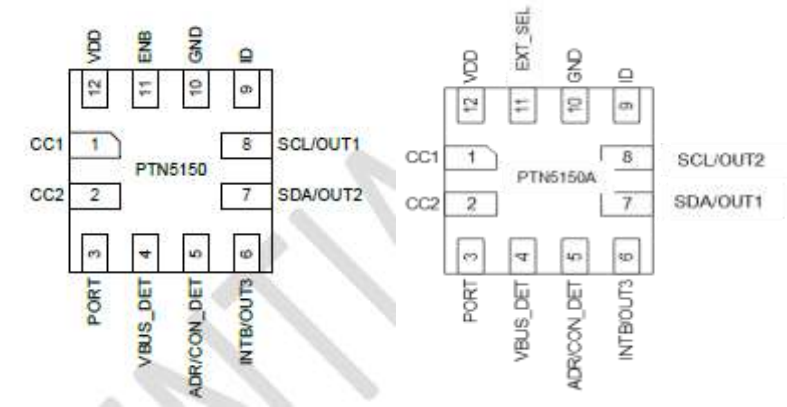 VDD ENB GND ID
12 11 10 9
CC1 1 8 SCL/OUT1
PTN5150
CC2 2 7 SDA/OUT2
3 4 5 6
PORT VBUS_DET ADR/CON_DET INTB/OUT3
VDD EXT_SEL GND ID
12 11 10 9
CC1 1 8 SCL/OUT2
PTN5150A
CC2 2 7 SDA/OUT1
3 4 5 6
PORT VBUS_DET ADR/CON_DET INTB/OUT3